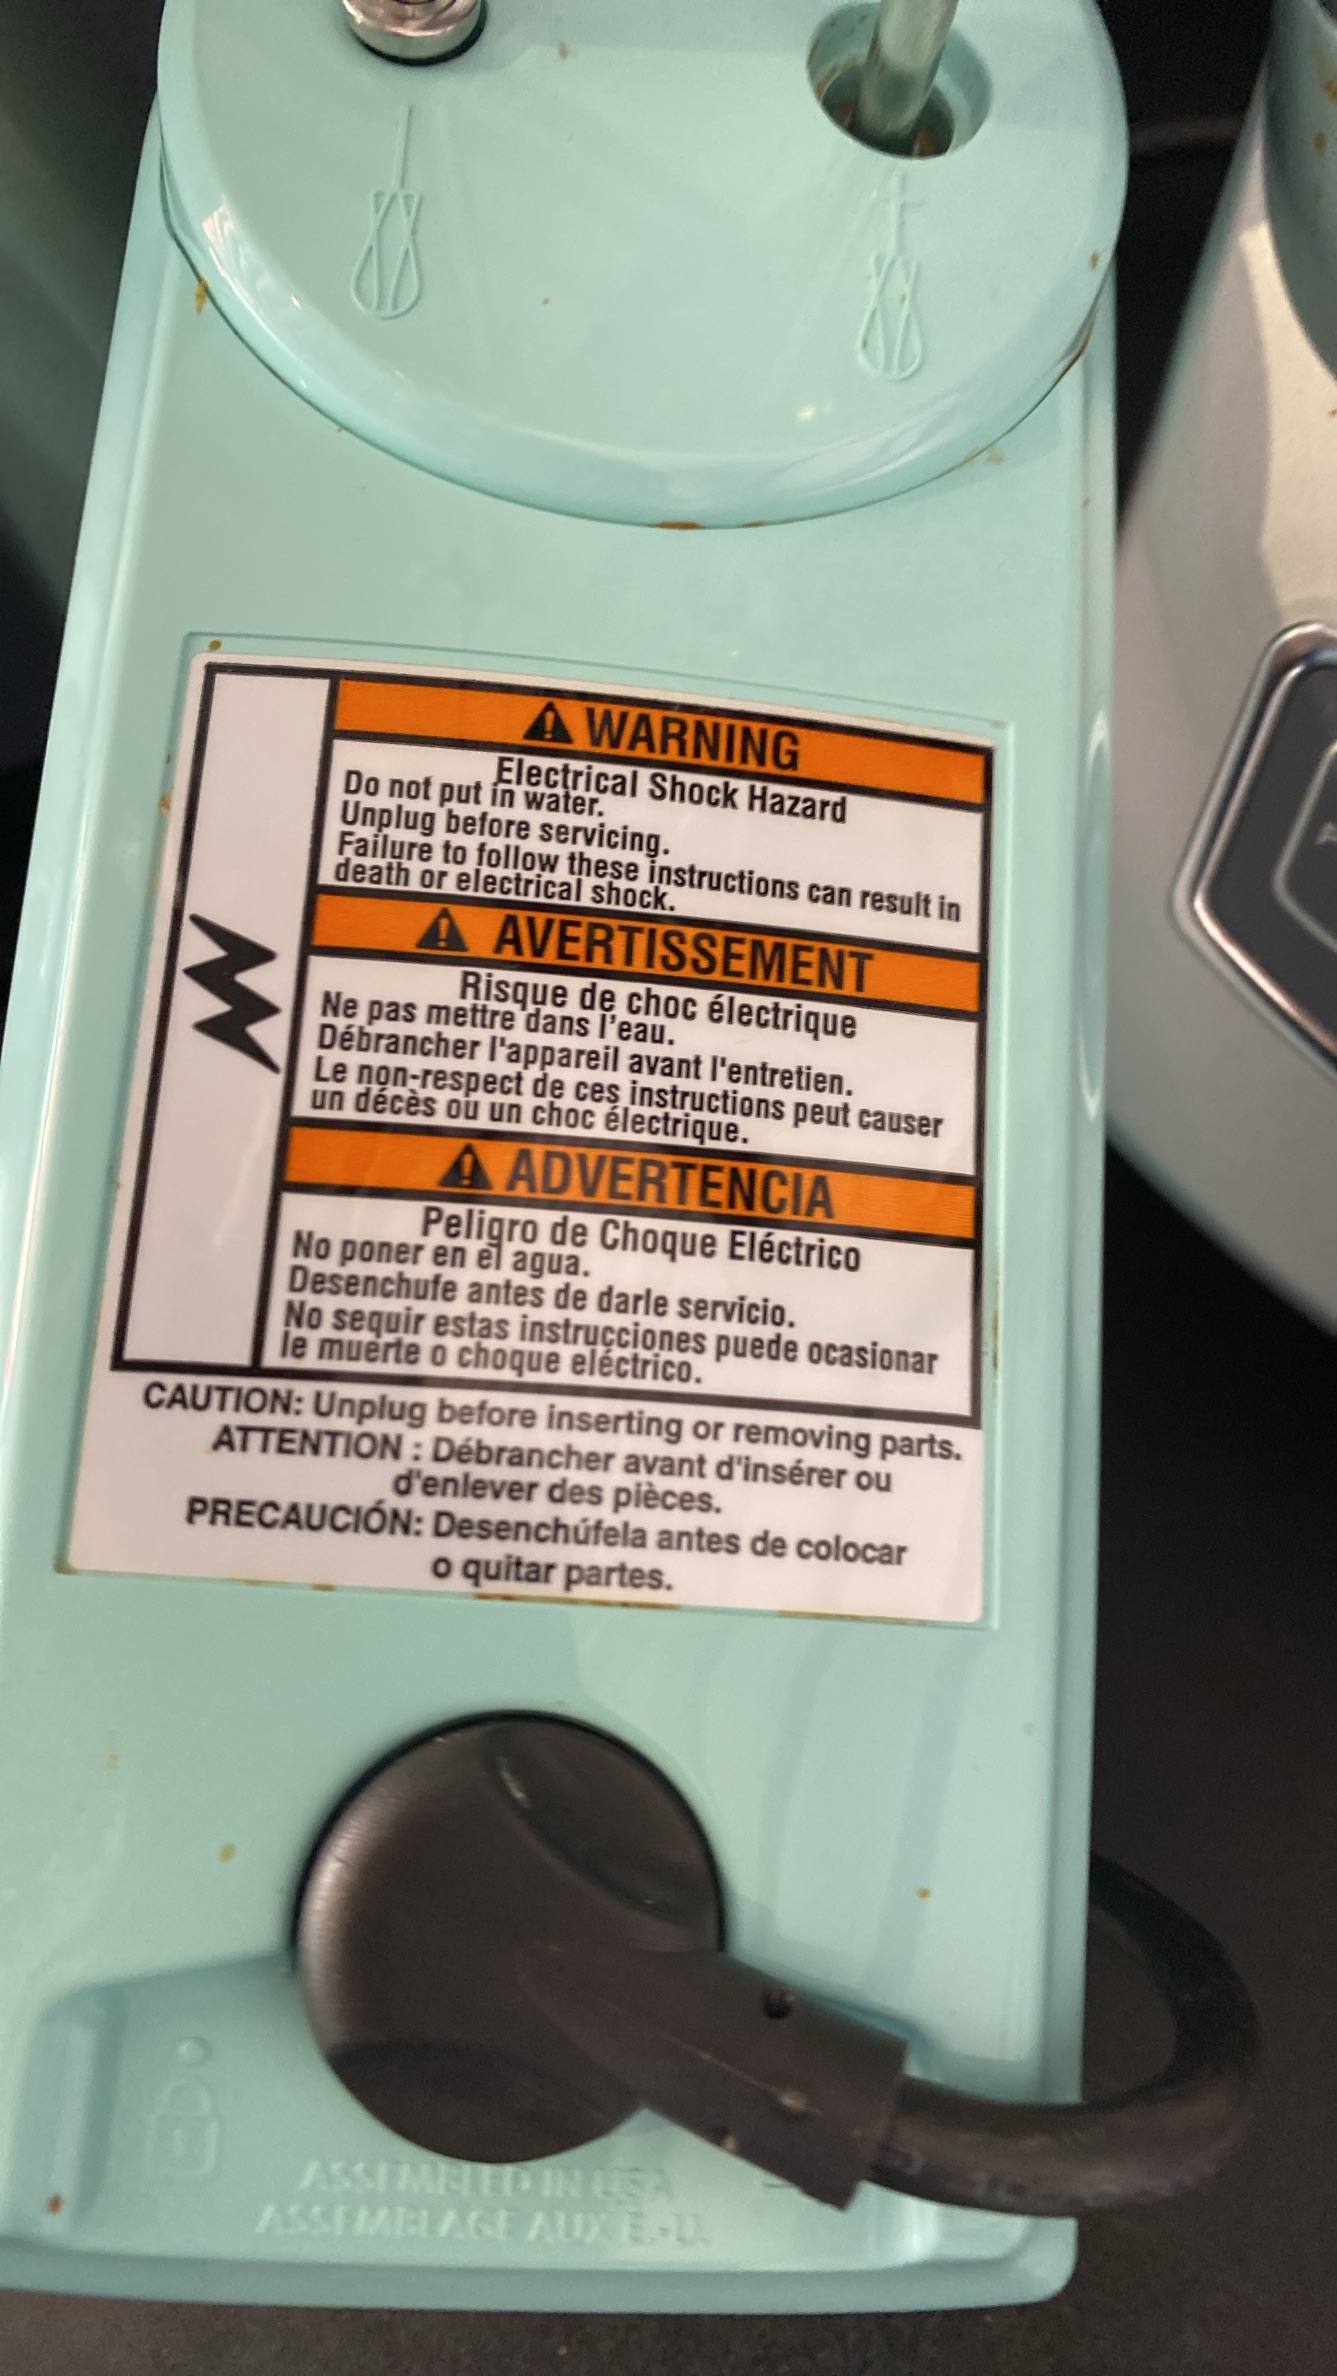 WARNING
Electrical Shock Hazard
Do not put in water.
Unplug before servicing.
Failure to follow these instructions can result in
death or electrical shock.
AVERTISSEMENT
Risque de choc électrique
Ne pas mettre dans l'eau.
Débrancher l'appareil avant l'entretien.
Le non-respect de ces instructions peut causer
un décès ou un choc électrique.
ADVERTENCIA
Peligro de Choque Eléctrico
No poner en el agua.
Desenchufe antes de darle servicio.
No sequir estas instrucciones puede ocasionar
le muerte o choque eléctrico.
CAUTION: Unplug before inserting or removing parts.
ATTENTION : Débrancher avant d'insérer ou
d'enlever des pièces.
PRECAUCIÓN: Desenchúfela antes de colocar
o quitar partes.
ASSEMBLED IN USA
ASSEMBLAGE AUX É.-U.